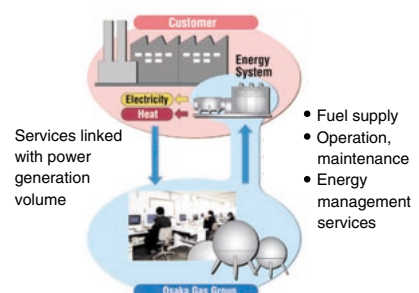 Customer
Energy
System
Electricity
Heat
Services linked
with power
generation
volume
• Fuel supply
• Operation,
maintenance
• Energy
management
services
Osaka Gas Group